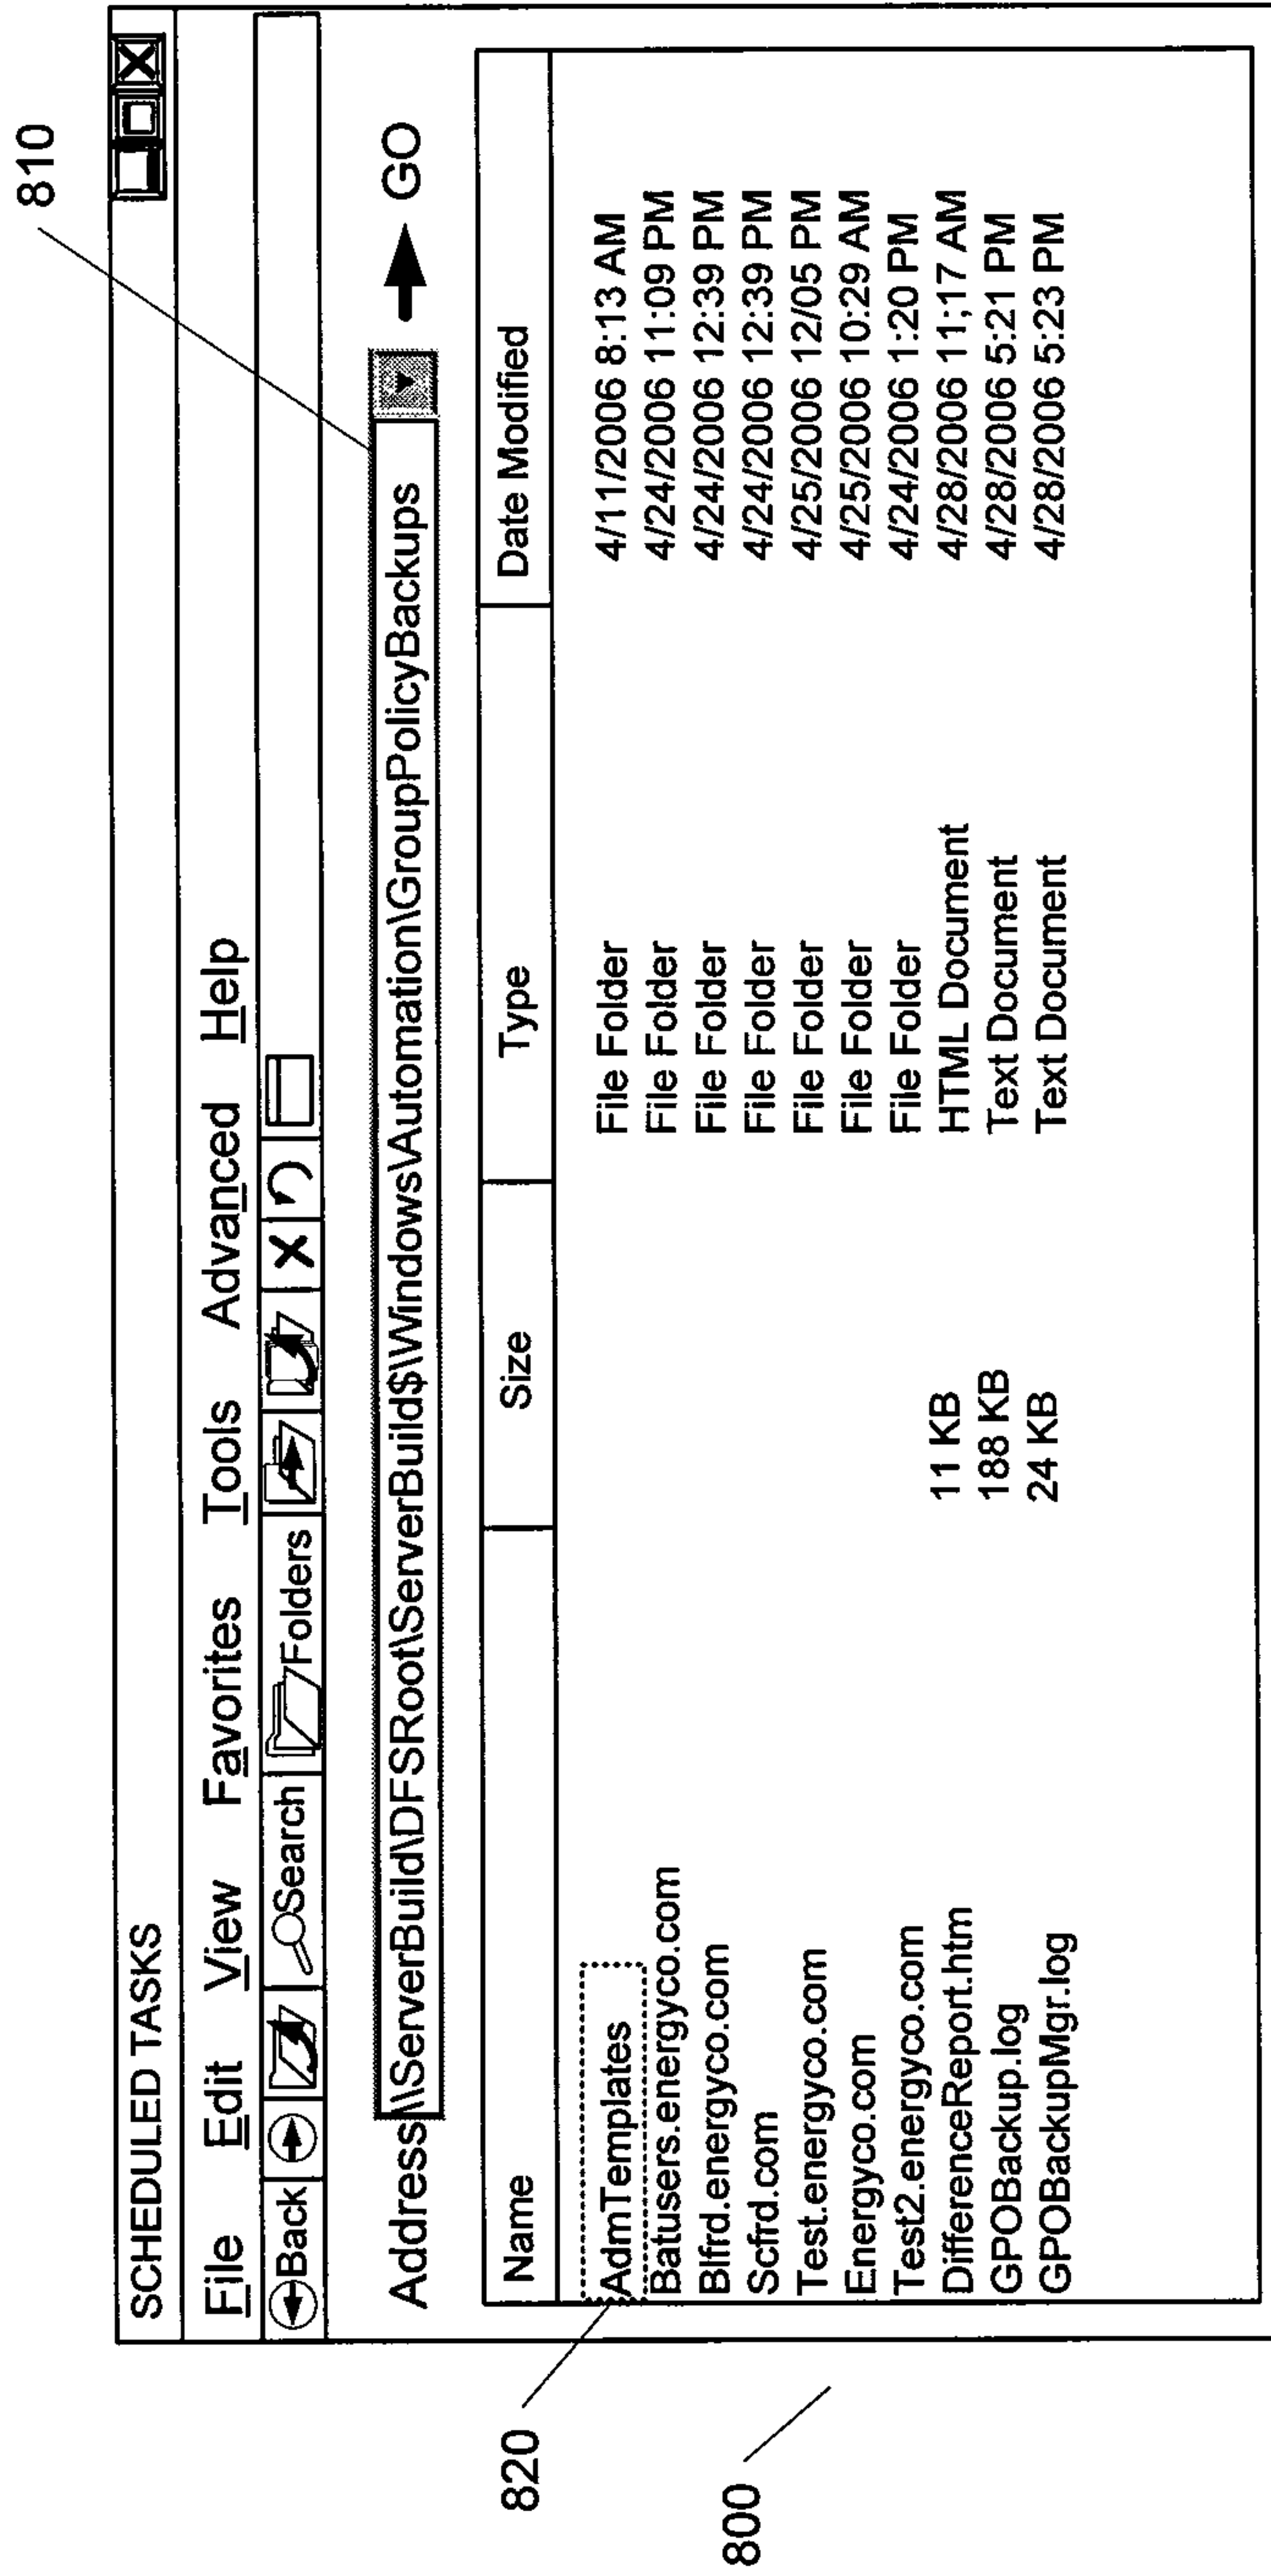 810
SCHEDULED TASKS
File Edit View Favorites Tools Advanced Help
Back Search Folders
Address \\ServerBuild\DFSRoot\ServerBuild$\Windows\Automation\GroupPolicyBackups GO
Name Size Type Date Modified
820
AdmTemplates File Folder 4/11/2006 8:13 AM
Batusers.energyco.com File Folder 4/24/2006 11:09 PM
Blfrd.energyco.com File Folder 4/24/2006 12:39 PM
Scfrd.com File Folder 4/24/2006 12:39 PM
Test.energyco.com File Folder 4/25/2006 12/05 PM
Energyco.com File Folder 4/25/2006 10:29 AM
Test2.energyco.com File Folder 4/24/2006 1:20 PM
DifferenceReport.htm 11 KB HTML Document 4/28/2006 11;17 AM
GPOBackup.log 188 KB Text Document 4/28/2006 5:21 PM
GPOBackupMgr.log 24 KB Text Document 4/28/2006 5:23 PM
800